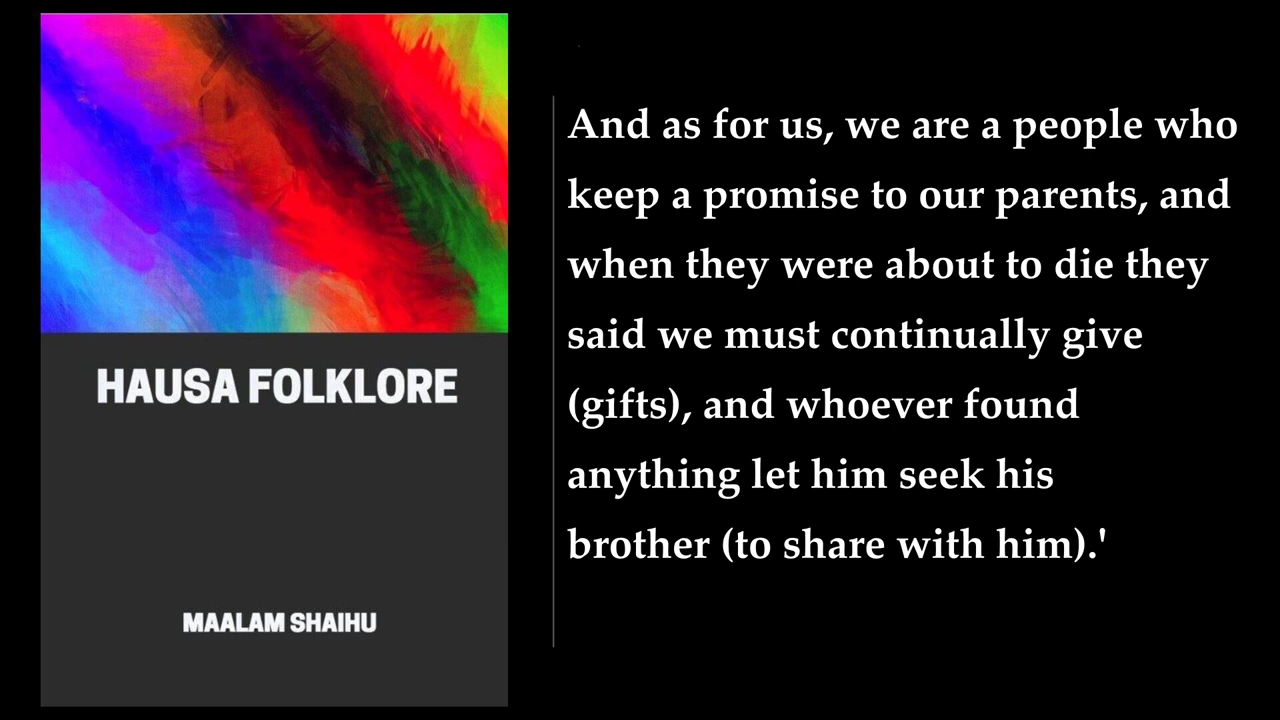 HAUSA FOLKLORE
MAALAM SHAIHU
And as for us, we are a people who
keep a promise to our parents, and
when they were about to die they
said we must continually give
(gifts), and whoever found
anything let him seek his
brother (to share with him).'